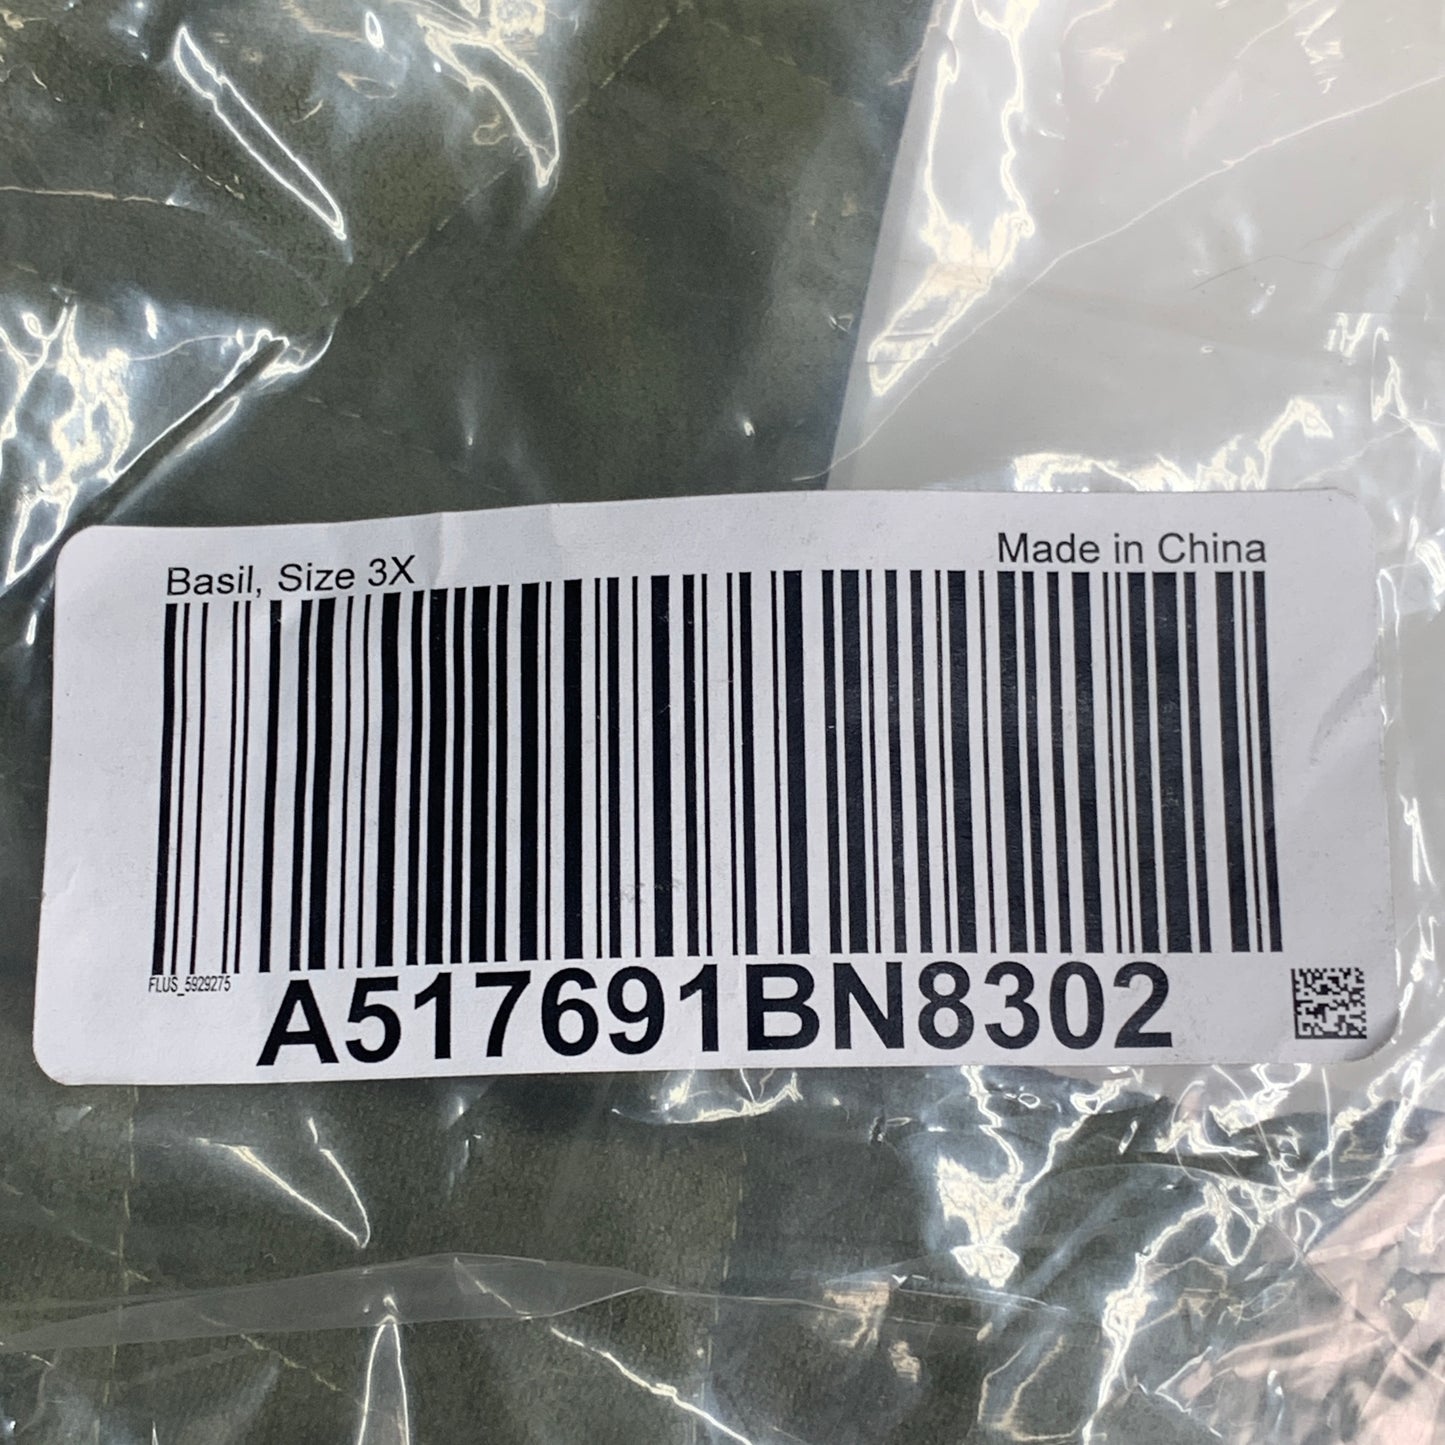 Basil, Size 3X
Made in China
FLUS_5929275
A517691BN8302